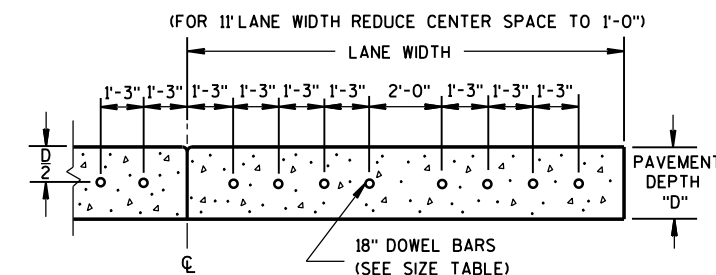 (FOR 11' LANE WIDTH REDUCE CENTER SPACE TO 1'-0")
LANE WIDTH
1'-3" 1'-3" 1'-3" 1'-3" 1'-3" 1'-3" 2'-0" 1'-3" 1'-3" 1'-3"
D
2
PAVEMENT
DEPTH
"D"
18" DOWEL BARS
(SEE SIZE TABLE)
CL